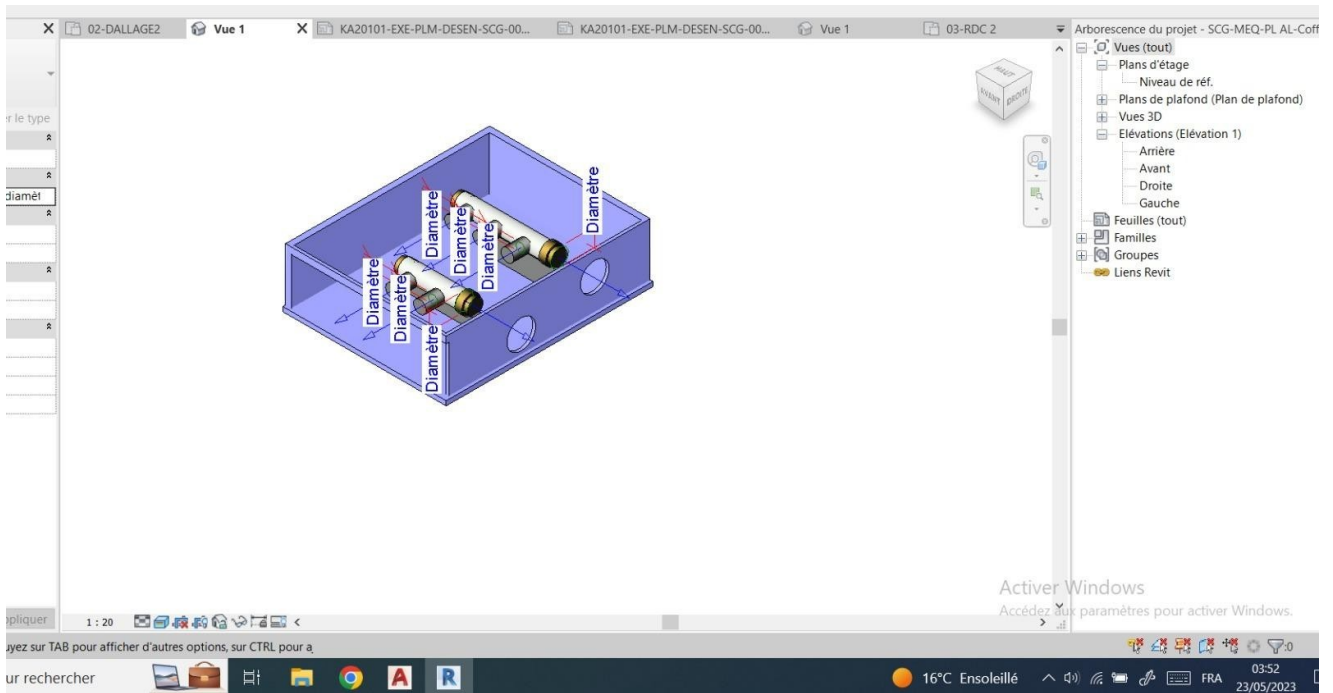 02-DALLAGE2
Vue 1
KA20101-EXE-PLM-DESEN-SCG-00...
KA20101-EXE-PLM-DESEN-SCG-00...
Vue 1
03-RDC 2
Arborescence du projet - SCG-MEQ-PL AL-Coff
Vues (tout)
Plans d'étage
Niveau de réf.
Plans de plafond (Plan de plafond)
Vues 3D
Elévations (Elévation 1)
Arrière
Avant
Droite
Gauche
Feuilles (tout)
Familles
Groupes
Liens Revit
er le type
diamèt
HAUT
AVANT
DROITE
Diamètre
Diamètre
Diamètre
Diamètre
Diamètre
Diamètre
Diamètre
Activer Windows
Accédez aux paramètres pour activer Windows.
ppliquer
1 : 20
uyez sur TAB pour afficher d'autres options, sur CTRL pour a
:0
ur rechercher
A
R
16°C Ensoleillé
FRA
03:52
23/05/2023